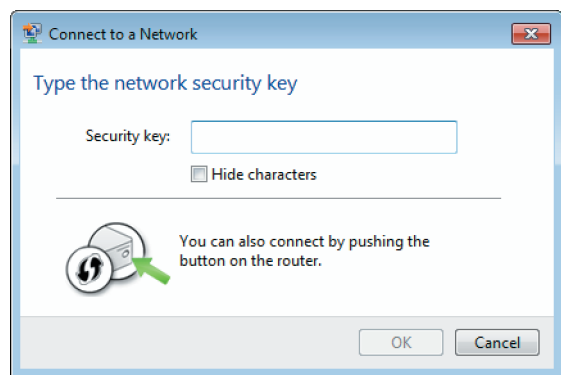 Connect to a Network
Type the network security key
Security key:
Hide characters
You can also connect by pushing the
button on the router.
OK
Cancel